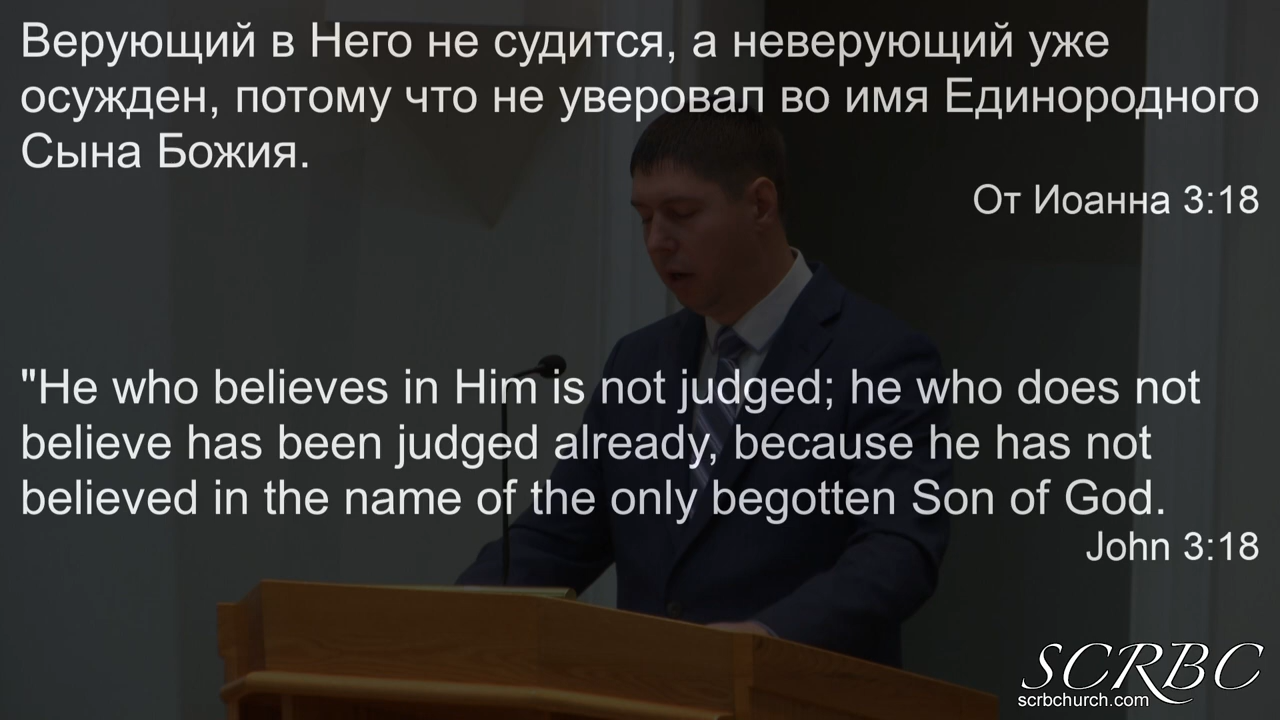 Верующий в Него не судится, а неверующий уже
осужден, потому что не уверовал во имя Единородного
Сына Божия.
От Иоанна 3:18
"He who believes in Him is not judged; he who does not
believe has been judged already, because he has not
believed in the name of the only begotten Son of God.
John 3:18
SCRBC
scrbchurch.com